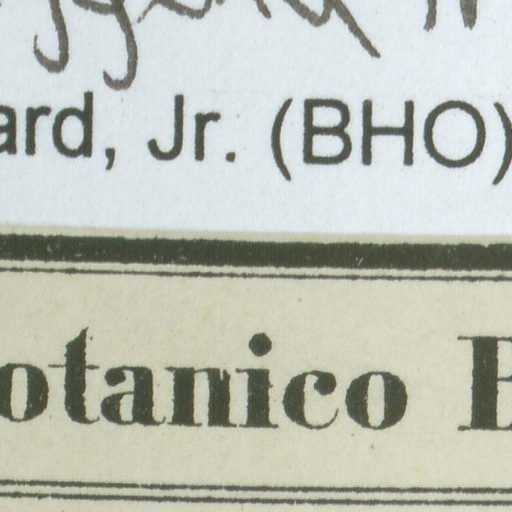 ard, Jr. (BHO)
otanico B